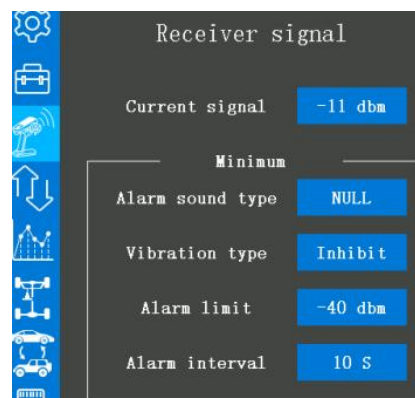 Receiver signal
Current signal -11 dbm
Minimum
Alarm sound type NULL
Vibration type Inhibit
Alarm limit -40 dbm
Alarm interval 10 S